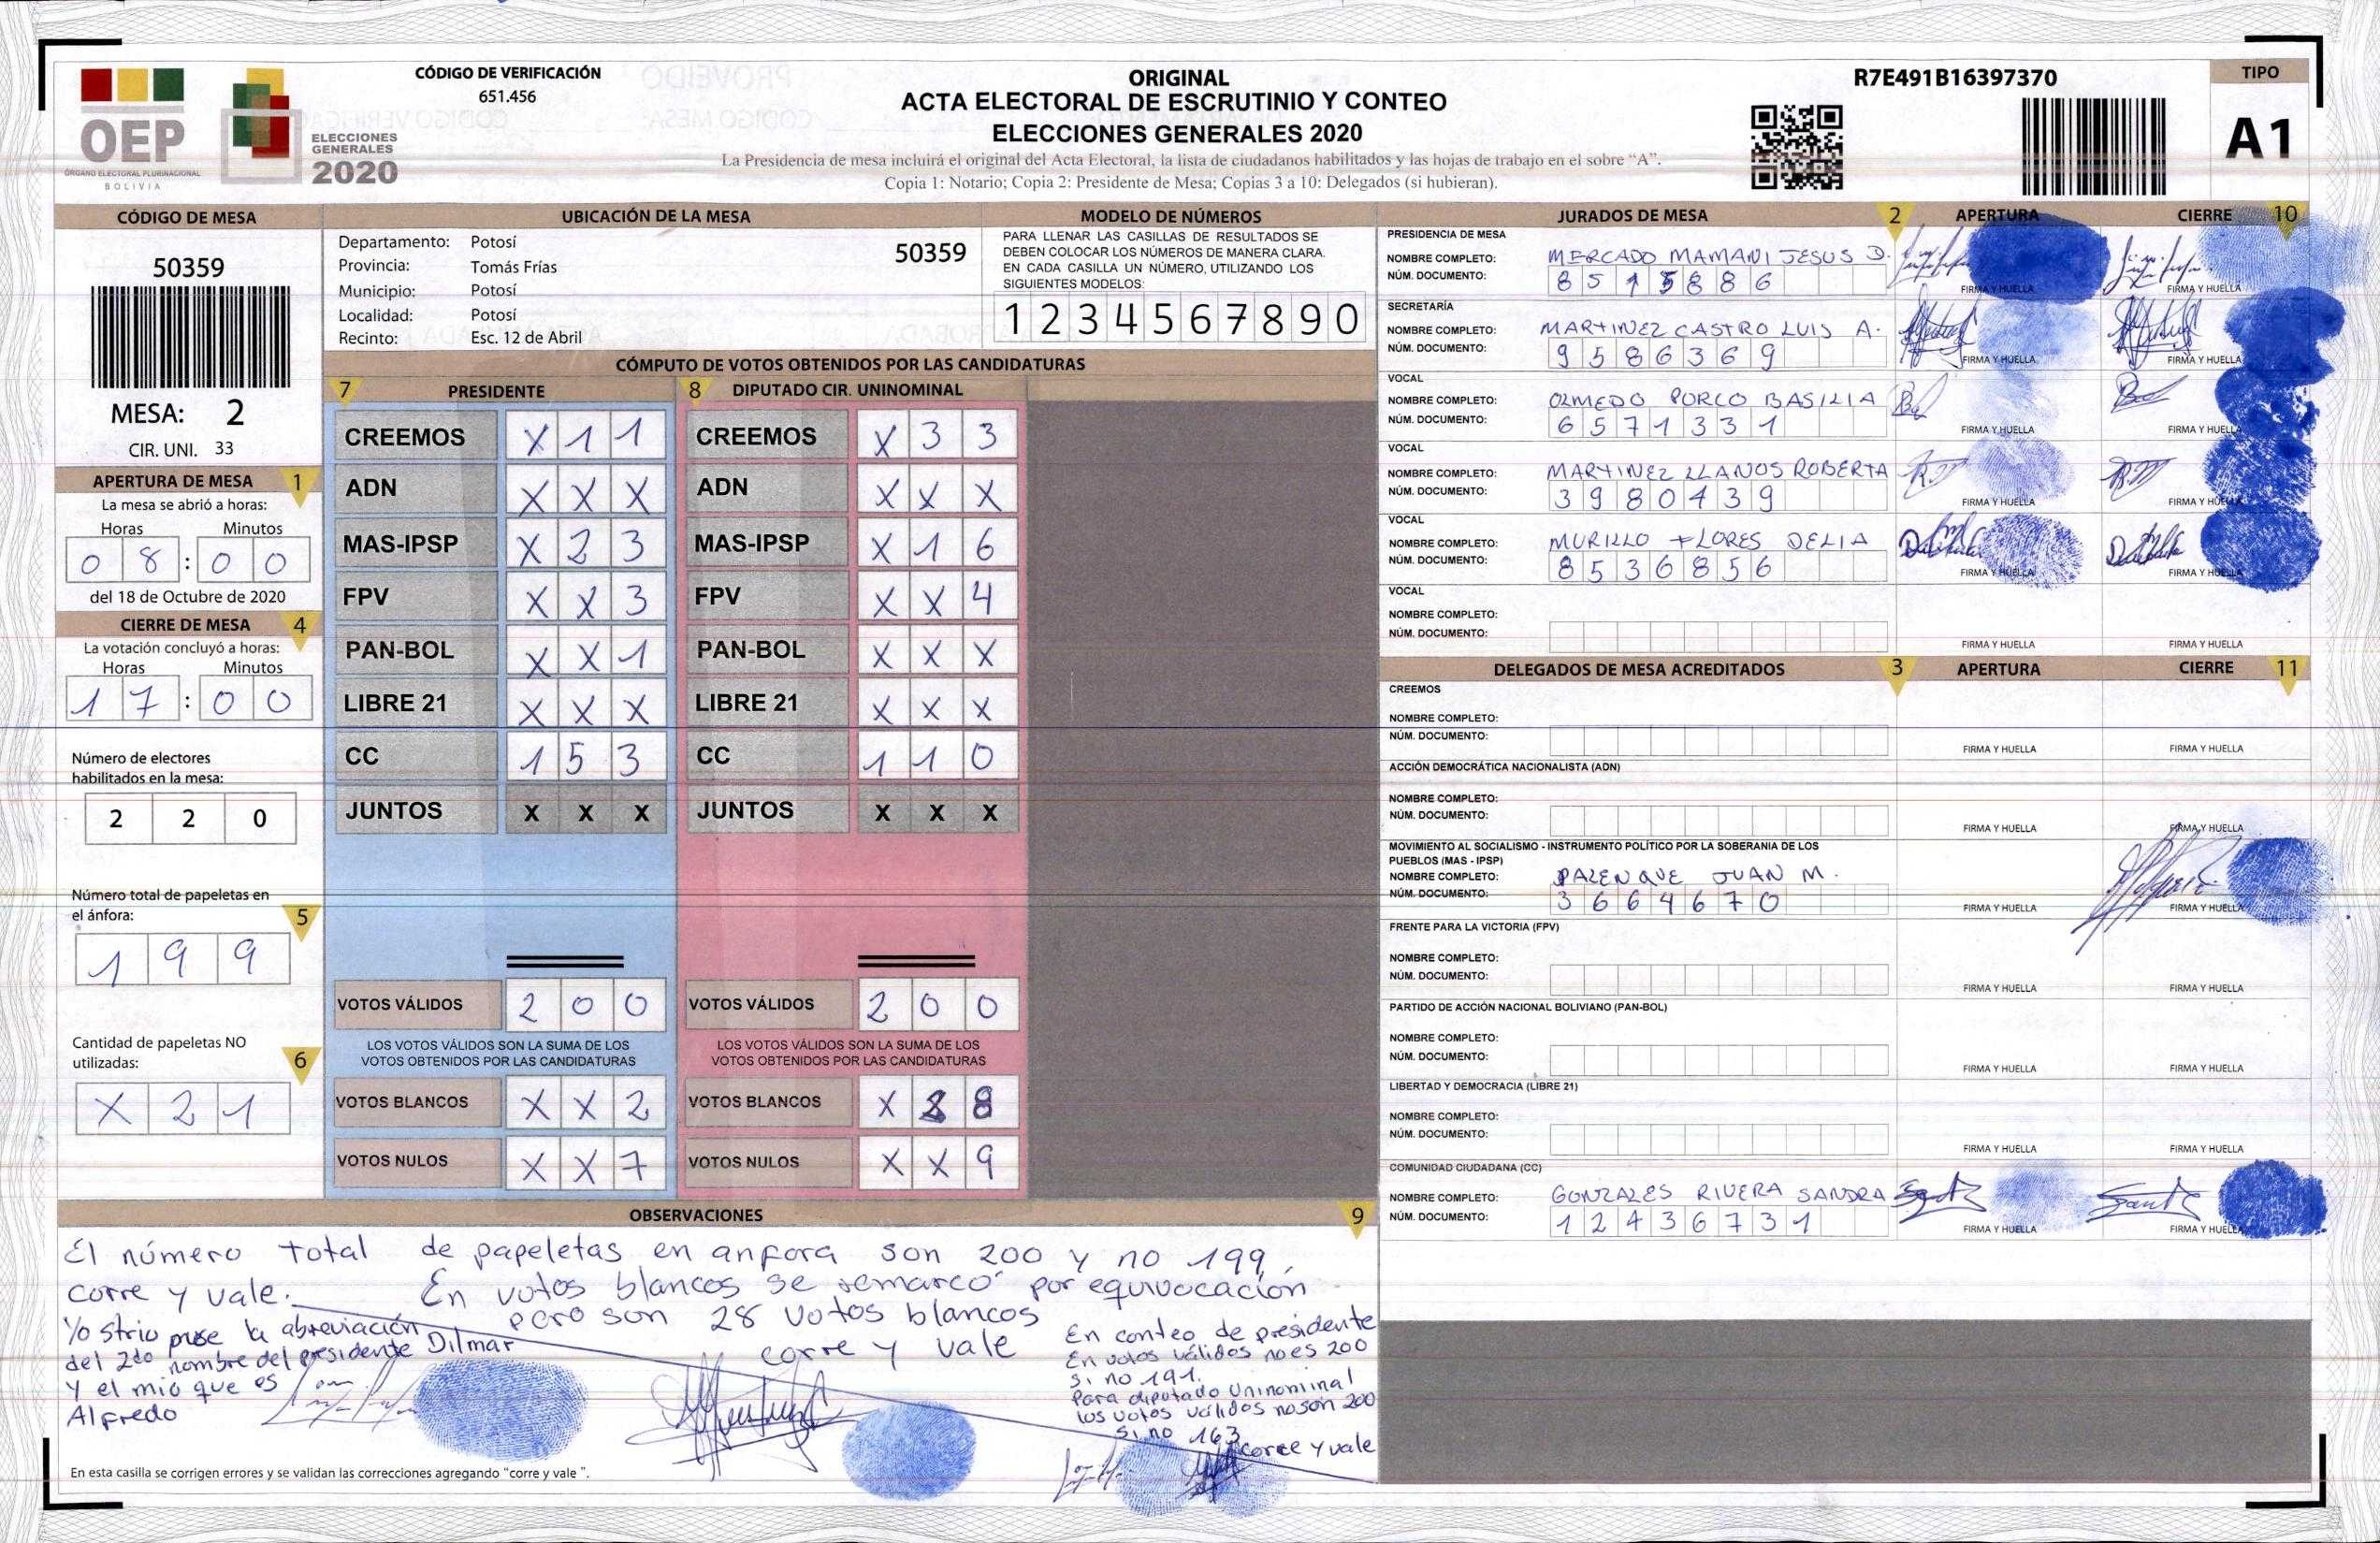 OEP
ÓRGANO ELECTORAL PLURINACIONAL
BOLIVIA
ELECCIONES
GENERALES
2020
CÓDIGO DE VERIFICACIÓN
651.456
ORIGINAL
ACTA ELECTORAL DE ESCRUTINIO Y CONTEO
ELECCIONES GENERALES 2020
La Presidencia de mesa incluirá el original del Acta Electoral, la lista de ciudadanos habilitados y las hojas de trabajo en el sobre “A”.
Copia 1: Notario; Copia 2: Presidente de Mesa; Copias 3 a 10: Delegados (si hubieran).
R7E491B16397370
TIPO
A1
CÓDIGO DE MESA
50359
MESA: 2
CIR. UNI. 33
APERTURA DE MESA 1
La mesa se abrió a horas:
Horas Minutos
0 8 : 0 0
del 18 de Octubre de 2020
CIERRE DE MESA 4
La votación concluyó a horas:
Horas Minutos
1 7 : 0 0
Número de electores
habilitados en la mesa:
2 2 0
Número total de papeletas en
el ánfora: 5
1 9 9
Cantidad de papeletas NO
utilizadas: 6
X 2 1
UBICACIÓN DE LA MESA
Departamento: Potosí
50359
Provincia: Tomás Frías
Municipio: Potosí
Localidad: Potosí
Recinto: Esc. 12 de Abril
MODELO DE NÚMEROS
PARA LLENAR LAS CASILLAS DE RESULTADOS SE
DEBEN COLOCAR LOS NÚMEROS DE MANERA CLARA.
EN CADA CASILLA UN NÚMERO, UTILIZANDO LOS
SIGUIENTES MODELOS:
1 2 3 4 5 6 7 8 9 0
CÓMPUTO DE VOTOS OBTENIDOS POR LAS CANDIDATURAS
7 PRESIDENTE
CREEMOS X 1 1
ADN X X X
MAS-IPSP X 2 3
FPV X X 3
PAN-BOL X X 1
LIBRE 21 X X X
CC 1 5 3
JUNTOS X X X
VOTOS VÁLIDOS 2 0 0
LOS VOTOS VÁLIDOS SON LA SUMA DE LOS
VOTOS OBTENIDOS POR LAS CANDIDATURAS
VOTOS BLANCOS X X 2
VOTOS NULOS X X 7
8 DIPUTADO CIR. UNINOMINAL
CREEMOS X 3 3
ADN X X X
MAS-IPSP X 1 6
FPV X X 4
PAN-BOL X X X
LIBRE 21 X X X
CC 1 1 0
JUNTOS X X X
VOTOS VÁLIDOS 2 0 0
LOS VOTOS VÁLIDOS SON LA SUMA DE LOS
VOTOS OBTENIDOS POR LAS CANDIDATURAS
VOTOS BLANCOS X 2 8
VOTOS NULOS X X 9
OBSERVACIONES 9
El número total de papeletas en anfora son 200 y no 199,
corre y vale. En votos blancos se remarcó por equivocación
pero son 28 votos blancos
corre y vale
Yo strio puse la abreviación
del 2do nombre del presidente Dilmar
y el mio que es
Alfredo
En conteo de presidente
En votos válidos no es 200
si no 191.
Para diputado Uninominal
los votos válidos no son 200
si no 163
corre y vale
En esta casilla se corrigen errores y se validan las correcciones agregando “corre y vale ”.
JURADOS DE MESA 2 APERTURA CIERRE 10
PRESIDENCIA DE MESA
NOMBRE COMPLETO: MERCADO MAMANI JESUS D.
NÚM. DOCUMENTO: 8 5 1 5 8 8 6
FIRMA Y HUELLA FIRMA Y HUELLA
SECRETARÍA
NOMBRE COMPLETO: MARTINEZ CASTRO LUIS A.
NÚM. DOCUMENTO: 9 5 8 6 3 6 9
FIRMA Y HUELLA FIRMA Y HUELLA
VOCAL
NOMBRE COMPLETO: OLMEDO PORCO BASILIA
NÚM. DOCUMENTO: 6 5 7 1 3 3 1
FIRMA Y HUELLA FIRMA Y HUELLA
VOCAL
NOMBRE COMPLETO: MARTINEZ LLANOS ROBERTA
NÚM. DOCUMENTO: 3 9 8 0 4 3 9
FIRMA Y HUELLA FIRMA Y HUELLA
VOCAL
NOMBRE COMPLETO: MURILLO FLORES DELIA
NÚM. DOCUMENTO: 8 5 3 6 8 5 6
FIRMA Y HUELLA FIRMA Y HUELLA
VOCAL
NOMBRE COMPLETO:
NÚM. DOCUMENTO:
FIRMA Y HUELLA FIRMA Y HUELLA
DELEGADOS DE MESA ACREDITADOS 3 APERTURA CIERRE 11
CREEMOS
NOMBRE COMPLETO:
NÚM. DOCUMENTO:
FIRMA Y HUELLA FIRMA Y HUELLA
ACCIÓN DEMOCRÁTICA NACIONALISTA (ADN)
NOMBRE COMPLETO:
NÚM. DOCUMENTO:
FIRMA Y HUELLA FIRMA Y HUELLA
MOVIMIENTO AL SOCIALISMO - INSTRUMENTO POLÍTICO POR LA SOBERANIA DE LOS
PUEBLOS (MAS - IPSP)
NOMBRE COMPLETO: PALENQUE JUAN M.
NÚM. DOCUMENTO: 3 6 6 4 6 7 0
FIRMA Y HUELLA FIRMA Y HUELLA
FRENTE PARA LA VICTORIA (FPV)
NOMBRE COMPLETO:
NÚM. DOCUMENTO:
FIRMA Y HUELLA FIRMA Y HUELLA
PARTIDO DE ACCIÓN NACIONAL BOLIVIANO (PAN-BOL)
NOMBRE COMPLETO:
NÚM. DOCUMENTO:
FIRMA Y HUELLA FIRMA Y HUELLA
LIBERTAD Y DEMOCRACIA (LIBRE 21)
NOMBRE COMPLETO:
NÚM. DOCUMENTO:
FIRMA Y HUELLA FIRMA Y HUELLA
COMUNIDAD CIUDADANA (CC)
NOMBRE COMPLETO: GONZALES RIVERA SANDRA
NÚM. DOCUMENTO: 1 2 4 3 6 7 3 1
FIRMA Y HUELLA FIRMA Y HUELLA